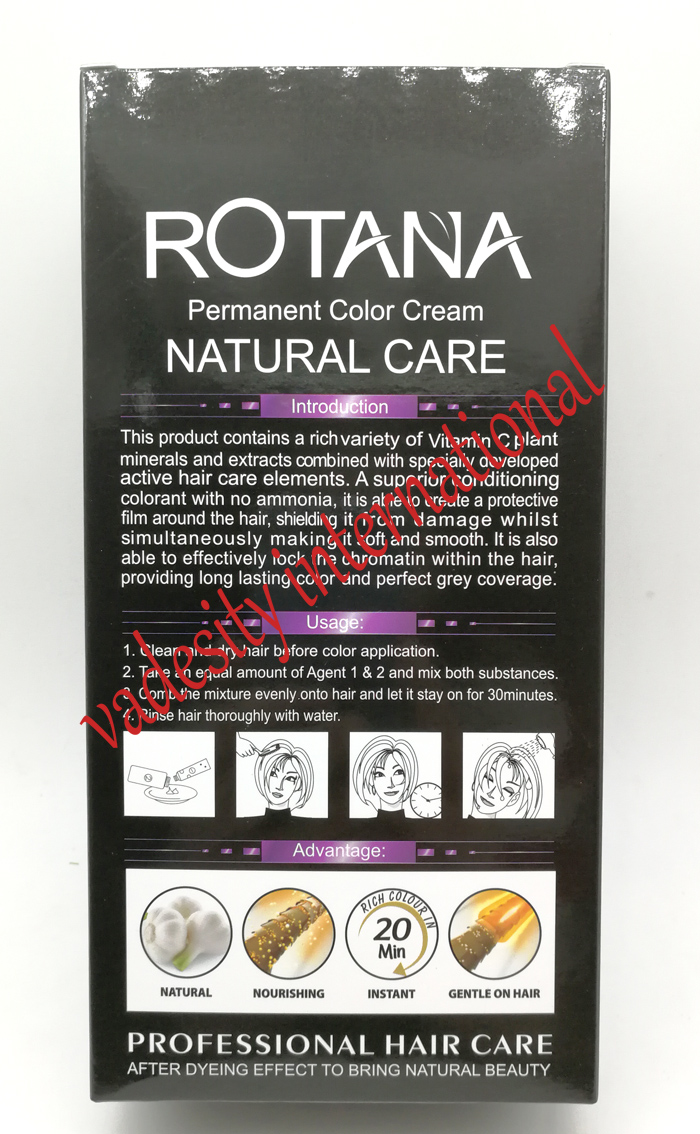 ROTANA
Permanent Color Cream
NATURAL CARE
Introduction
This product contains a rich variety of Vitamin C plant
minerals and extracts combined with specially developed
active hair care elements. A superior conditioning
colorant with no ammonia, it is able to create a protective
film around the hair, shielding it from damage whilst
simultaneously making it soft and smooth. It is also
able to effectively lock the chromatin within the hair,
providing long lasting color and perfect grey coverage.
Usage:
1. Clean and dry hair before color application.
2. Take an equal amount of Agent 1 & 2 and mix both substances.
3. Comb the mixture evenly onto hair and let it stay on for 30minutes.
4. Rinse hair thoroughly with water.
vadesity international
Advantage:
RICH COLOUR IN
20
Min
NATURAL NOURISHING INSTANT GENTLE ON HAIR
PROFESSIONAL HAIR CARE
AFTER DYEING EFFECT TO BRING NATURAL BEAUTY